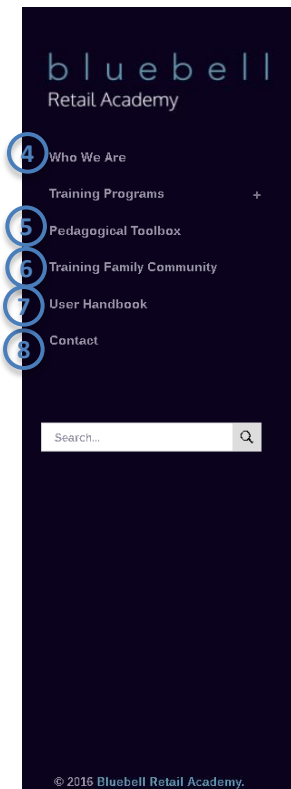 bluebell
Retail Academy
4 Who We Are
Training Programs +
5 Pedagogical Toolbox
6 Training Family Community
7 User Handbook
8 Contact
Search...
© 2016 Bluebell Retail Academy.